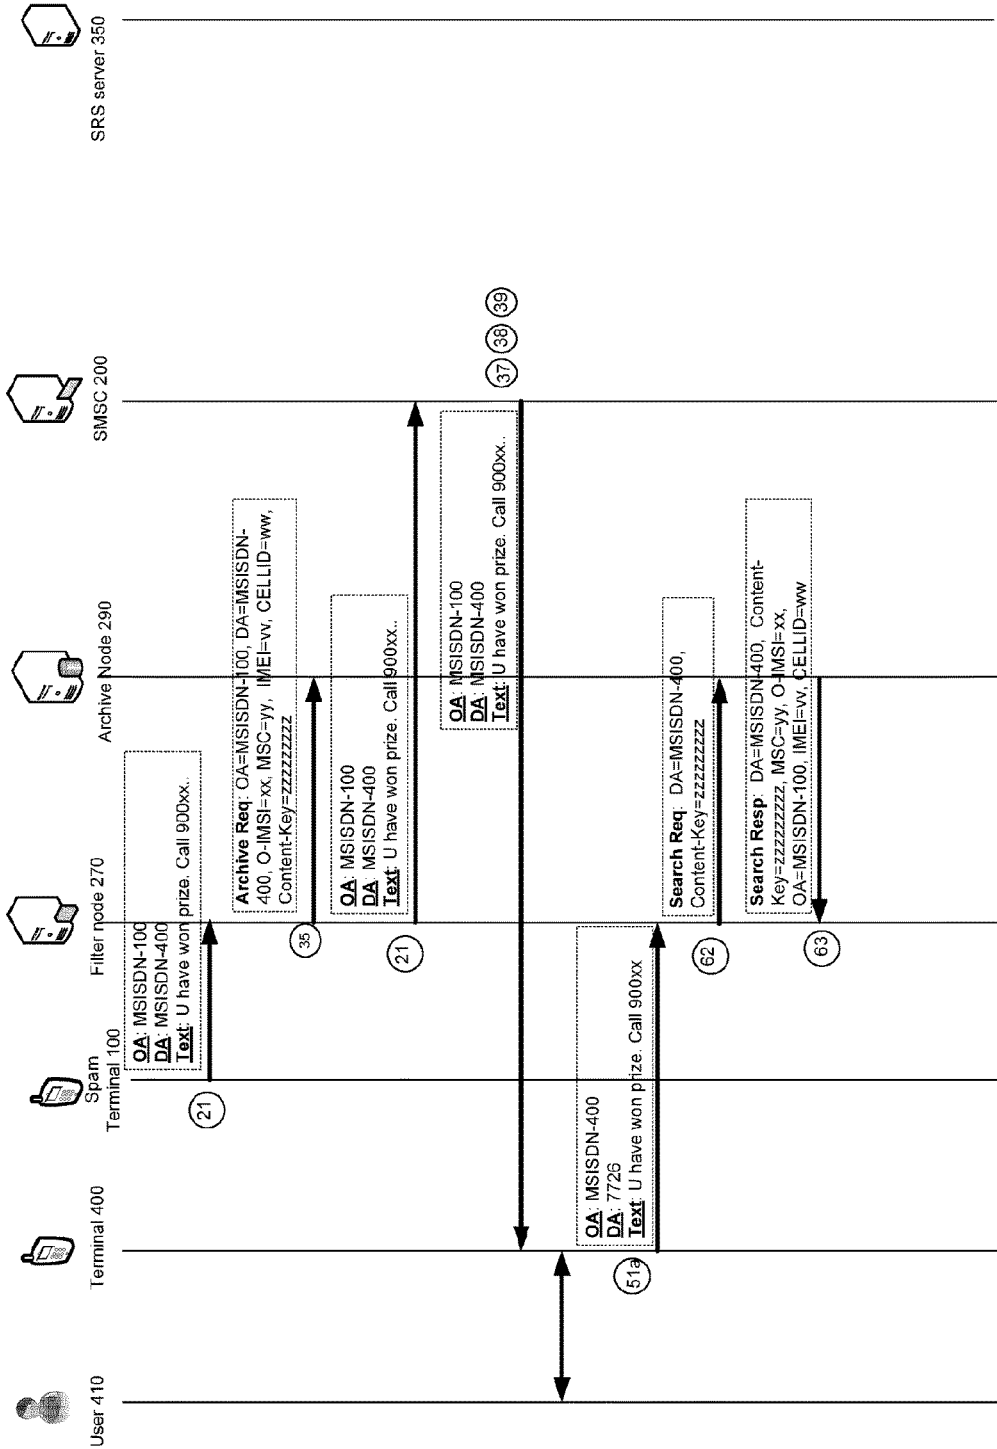 User 410
Terminal 400
Spam
Terminal 100
Filter node 270
Archive Node 290
SMSC 200
SRS server 350
OA: MSISDN-100
DA: MSISDN-400
Text: U have won prize. Call 900xx..
21
Archive Req: OA=MSISDN-100, DA=MSISDN-
400, O-IMSI=xx, MSC=yy, IMEI=vv, CELLID=ww,
Content-Key=zzzzzzzzz
35
OA: MSISDN-100
DA: MSISDN-400
Text: U have won prize. Call 900xx..
21
OA: MSISDN-100
DA: MSISDN-400
Text: U have won prize. Call 900xx..
37 38 39
OA: MSISDN-400
DA: 7726
Text: U have won prize. Call 900xx
51a
Search Req: DA=MSISDN-400,
Content-Key=zzzzzzzzz
62
Search Resp: DA=MSISDN-400, Content-
Key=zzzzzzzzz, MSC=yy, O-IMSI=xx,
OA=MSISDN-100, IMEI=vv, CELLID=ww
63